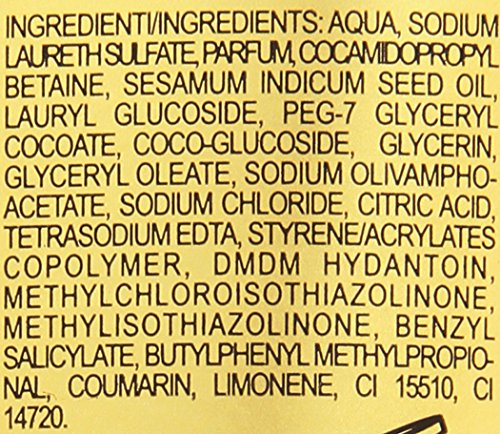 INGREDIENTI/INGREDIENTS: AQUA, SODIUM
LAURETH SULFATE, PARFUM, COCAMIDOPROPYL
BETAINE, SESAMUM INDICUM SEED OIL,
LAURYL GLUCOSIDE, PEG-7 GLYCERYL
COCOATE, COCO-GLUCOSIDE, GLYCERIN,
GLYCERYL OLEATE, SODIUM OLIVAMPHO-
ACETATE, SODIUM CHLORIDE, CITRIC ACID,
TETRASODIUM EDTA, STYRENE/ACRYLATES
COPOLYMER, DMDM HYDANTOIN,
METHYLCHLOROISOTHIAZOLINONE,
METHYLISOTHIAZOLINONE, BENZYL
SALICYLATE, BUTYLPHENYL METHYLPROPIO-
NAL, COUMARIN, LIMONENE, CI 15510, CI
14720.